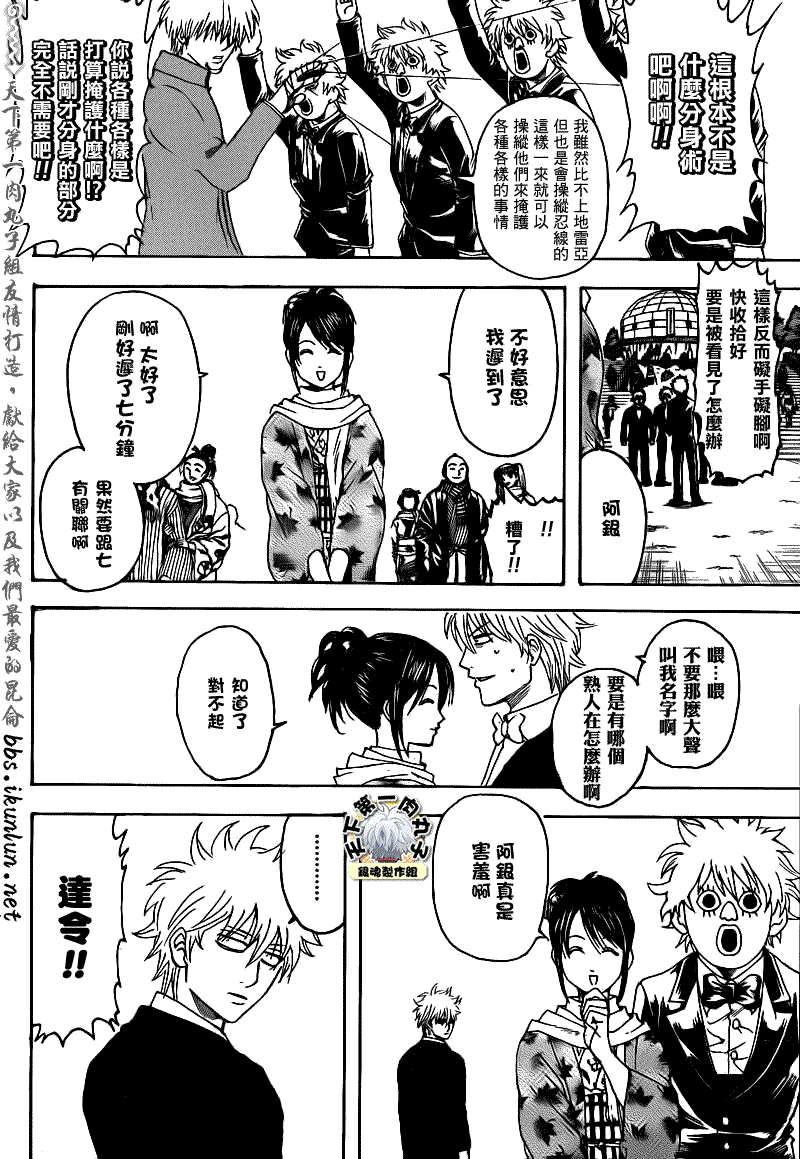 這根本不是
什麼分身術
吧啊啊!!
我雖然比不上地雷亞
但也是會操縱忍線的
這樣一來就可以
操縱他們來掩護
各種各樣的事情
你說各種各樣是
打算掩護什麼啊!?
話說剛才分身的部分
完全不需要吧!!
這樣反而礙手礙腳啊
快收拾好
要是被看見了怎麼辦
阿銀
!!
糟了!!
不好意思
我遲到了
啊 太好了
剛好遲了七分鐘
果然要跟七
有關聯啊
喂…喂
不要那麼大聲
叫我名字啊
要是有哪個
熟人在怎麼辦啊
知道了
對不起
阿銀真是
害羞啊
…………
達令!!
天下第一肉丸子
銀魂製作組
天下第一肉丸子組友情打造，獻給大家以及我們最愛的昆侖 bbs.ikunlun.net